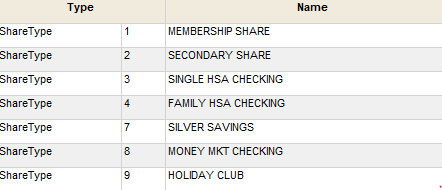 Type Name
ShareType 1 MEMBERSHIP SHARE
ShareType 2 SECONDARY SHARE
ShareType 3 SINGLE HSA CHECKING
ShareType 4 FAMILY HSA CHECKING
ShareType 7 SILVER SAVINGS
ShareType 8 MONEY MKT CHECKING
ShareType 9 HOLIDAY CLUB